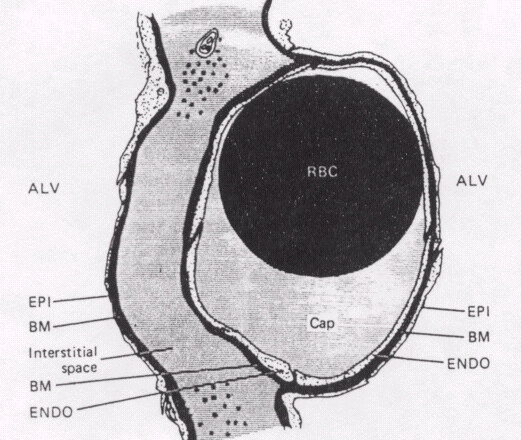 RBC
ALV
ALV
EPI
BM
Interstitial
space
BM
ENDO
Cap
EPI
BM
ENDO